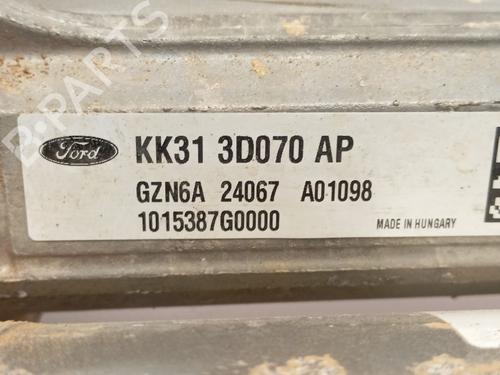 B-PARTS
Ford
KK31 3D070 AP
GZN6A 24067 A01098
1015387G0000
MADE IN HUNGARY